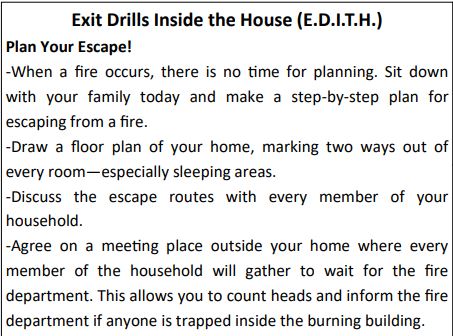 Exit Drills Inside the House (E.D.I.T.H.)
Plan Your Escape!
-When a fire occurs, there is no time for planning. Sit down
with your family today and make a step-by-step plan for
escaping from a fire.
-Draw a floor plan of your home, marking two ways out of
every room—especially sleeping areas.
-Discuss the escape routes with every member of your
household.
-Agree on a meeting place outside your home where every
member of the household will gather to wait for the fire
department. This allows you to count heads and inform the fire
department if anyone is trapped inside the burning building.